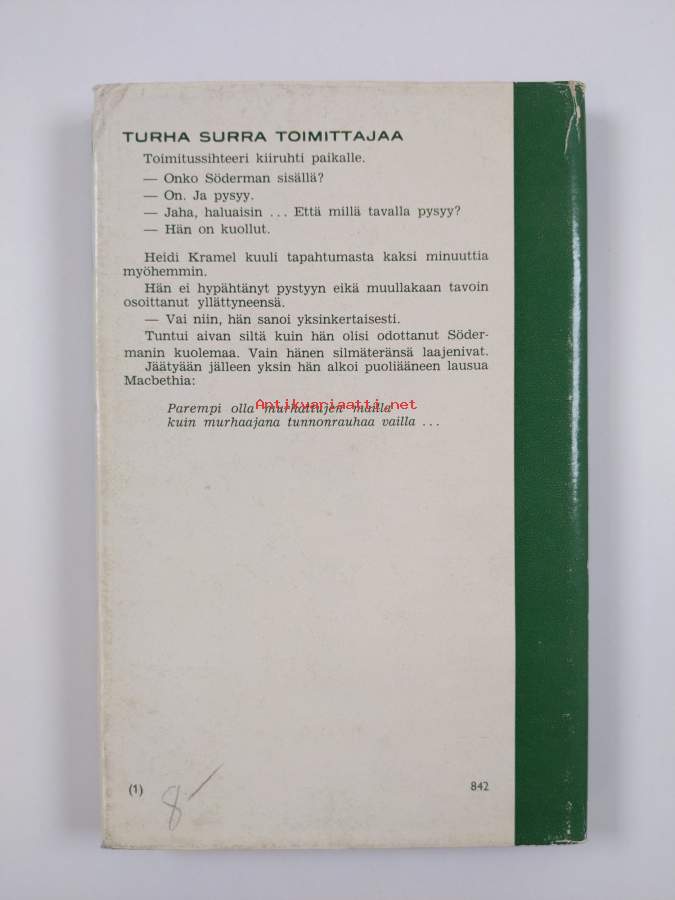 TURHA SURRA TOIMITTAJAA
Toimitussihteeri kiiruhti paikalle.
— Onko Söderman sisällä?
— On. Ja pysyy.
— Jaha, haluaisin ... Että millä tavalla pysyy?
— Hän on kuollut.
Heidi Kramel kuuli tapahtumasta kaksi minuuttia
myöhemmin.
Hän ei hypähtänyt pystyyn eikä muullakaan tavoin
osoittanut yllättyneensä.
— Vai niin, hän sanoi yksinkertaisesti.
Tuntui aivan siltä kuin hän olisi odottanut Söder-
manin kuolemaa. Vain hänen silmäteränsä laajenivat.
Jäätyään jälleen yksin hän alkoi puoliääneen lausua
Macbethia:
Parempi olla murhattujen mailla
Antikvariaatti.net
kuin murhaajana tunnonrauhaa vailla ...
(1)
8
842